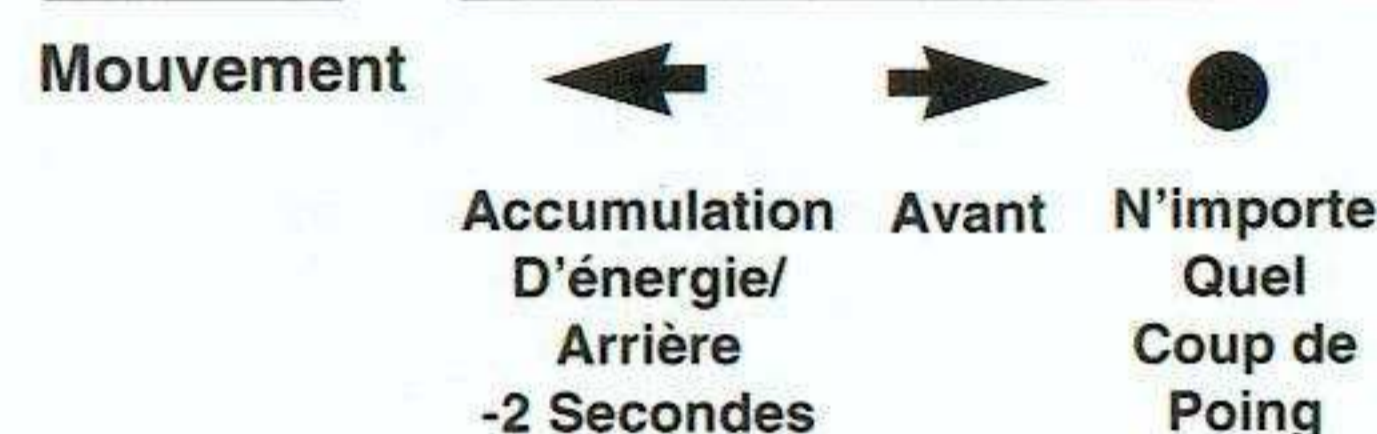 Mouvement
Accumulation Avant N'importe
D'énergie/ Quel
Arrière Coup de
-2 Secondes Poing